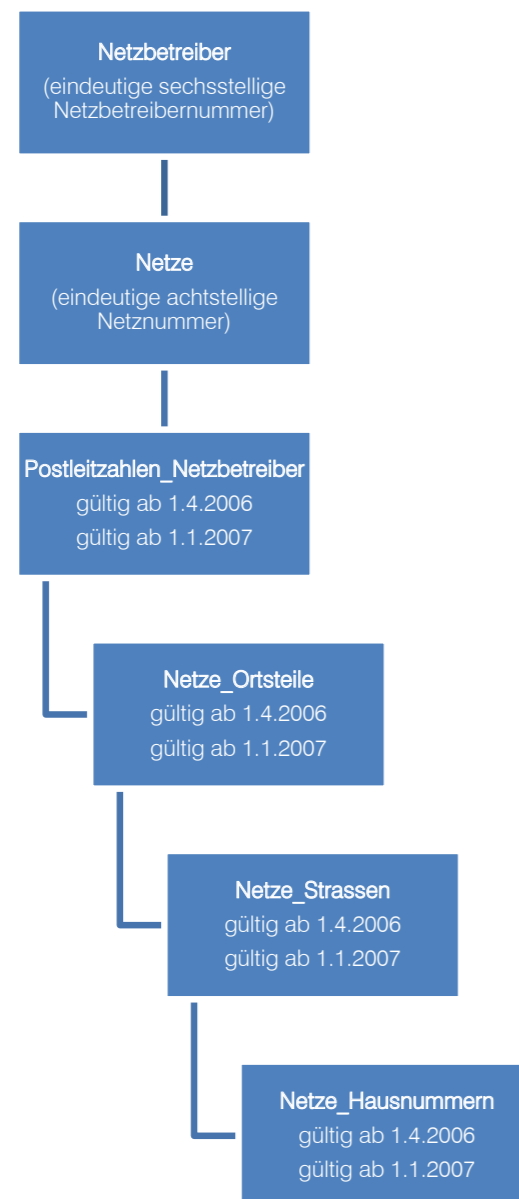 Netzbetreiber
(eindeutige sechsstellige
Netzbetreibernummer)
Netze
(eindeutige achtstellige
Netznummer)
Postleitzahlen_Netzbetreiber
gültig ab 1.4.2006
gültig ab 1.1.2007
Netze_Ortsteile
gültig ab 1.4.2006
gültig ab 1.1.2007
Netze_Strassen
gültig ab 1.4.2006
gültig ab 1.1.2007
Netze_Hausnummern
gültig ab 1.4.2006
gültig ab 1.1.2007